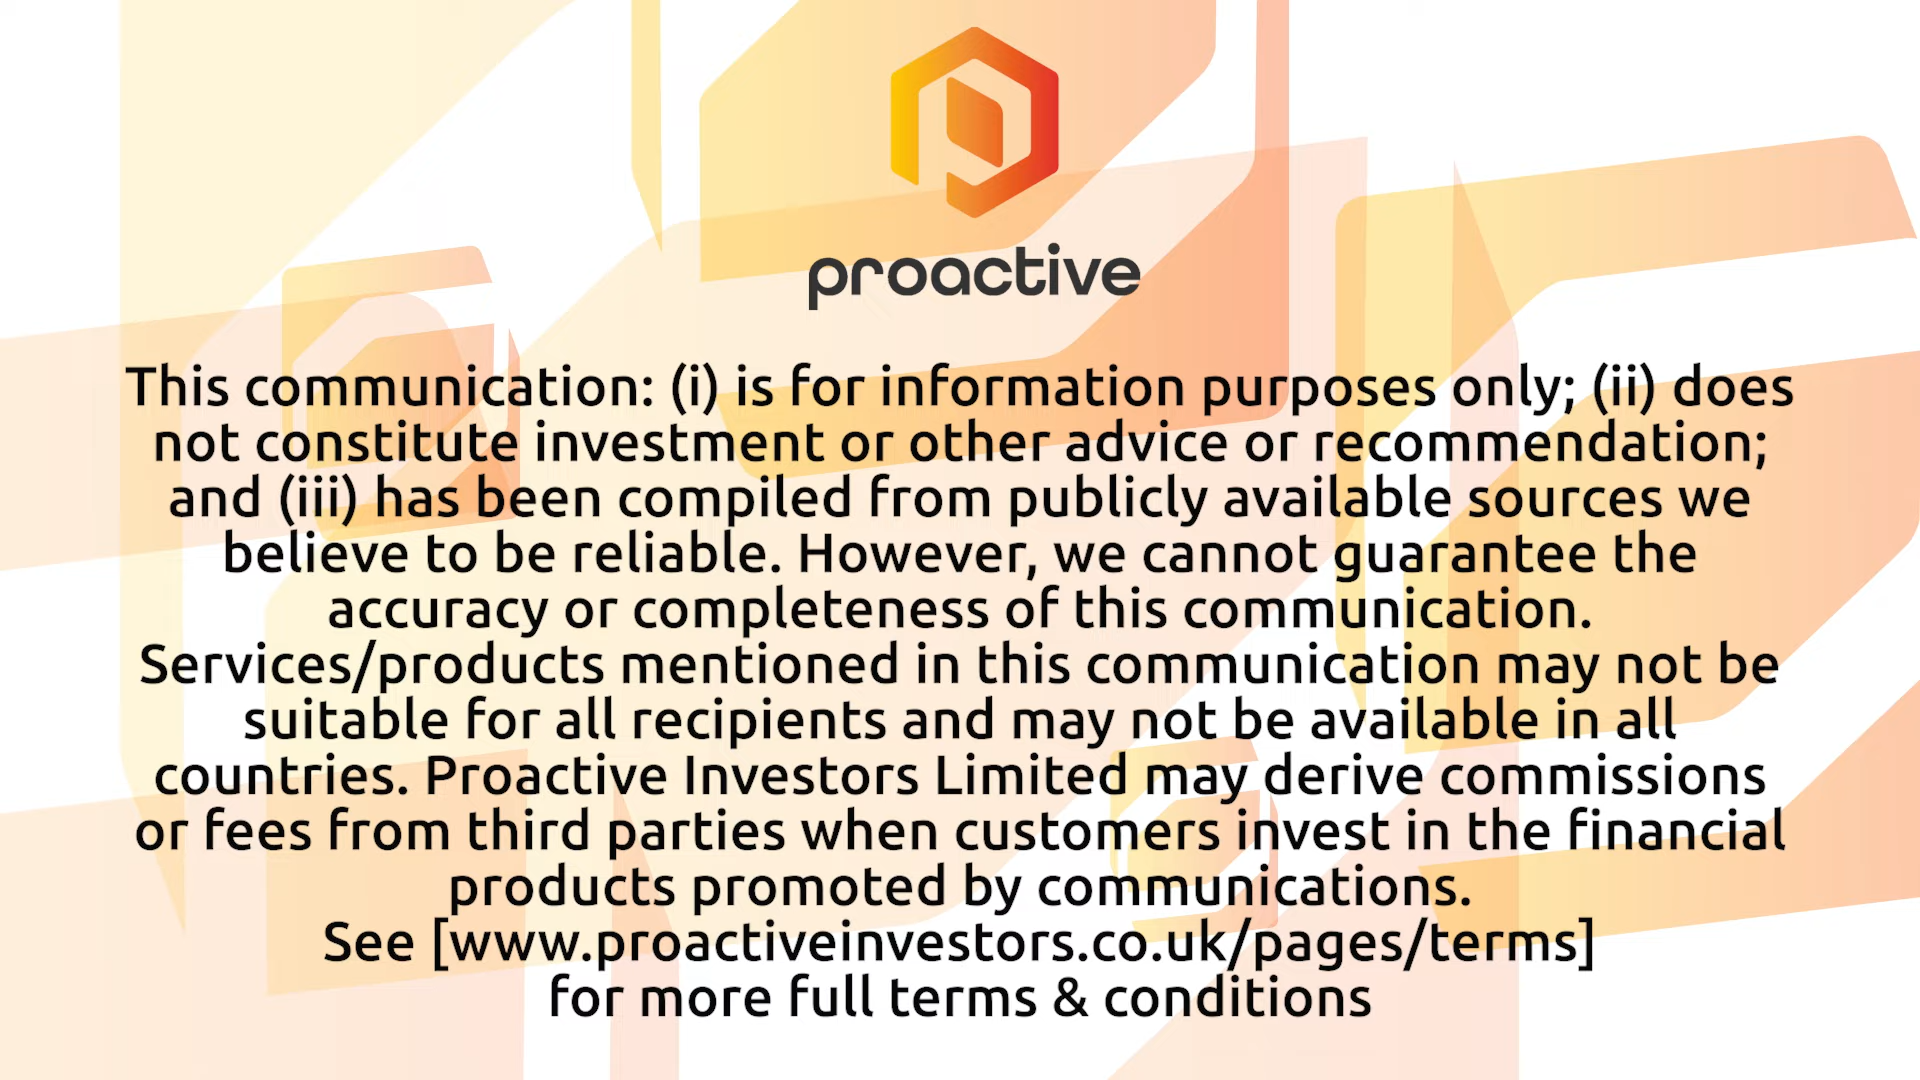 proactive
This communication: (i) is for information purposes only; (ii) does
not constitute investment or other advice or recommendation;
and (iii) has been compiled from publicly available sources we
believe to be reliable. However, we cannot guarantee the
accuracy or completeness of this communication.
Services/products mentioned in this communication may not be
suitable for all recipients and may not be available in all
countries. Proactive Investors Limited may derive commissions
or fees from third parties when customers invest in the financial
products promoted by communications.
See [www.proactiveinvestors.co.uk/pages/terms]
for more full terms & conditions